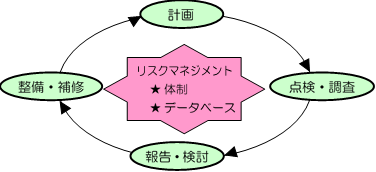 計画
整備・補修
リスクマネジメント
★ 体制
★ データベース
点検・調査
報告・検討